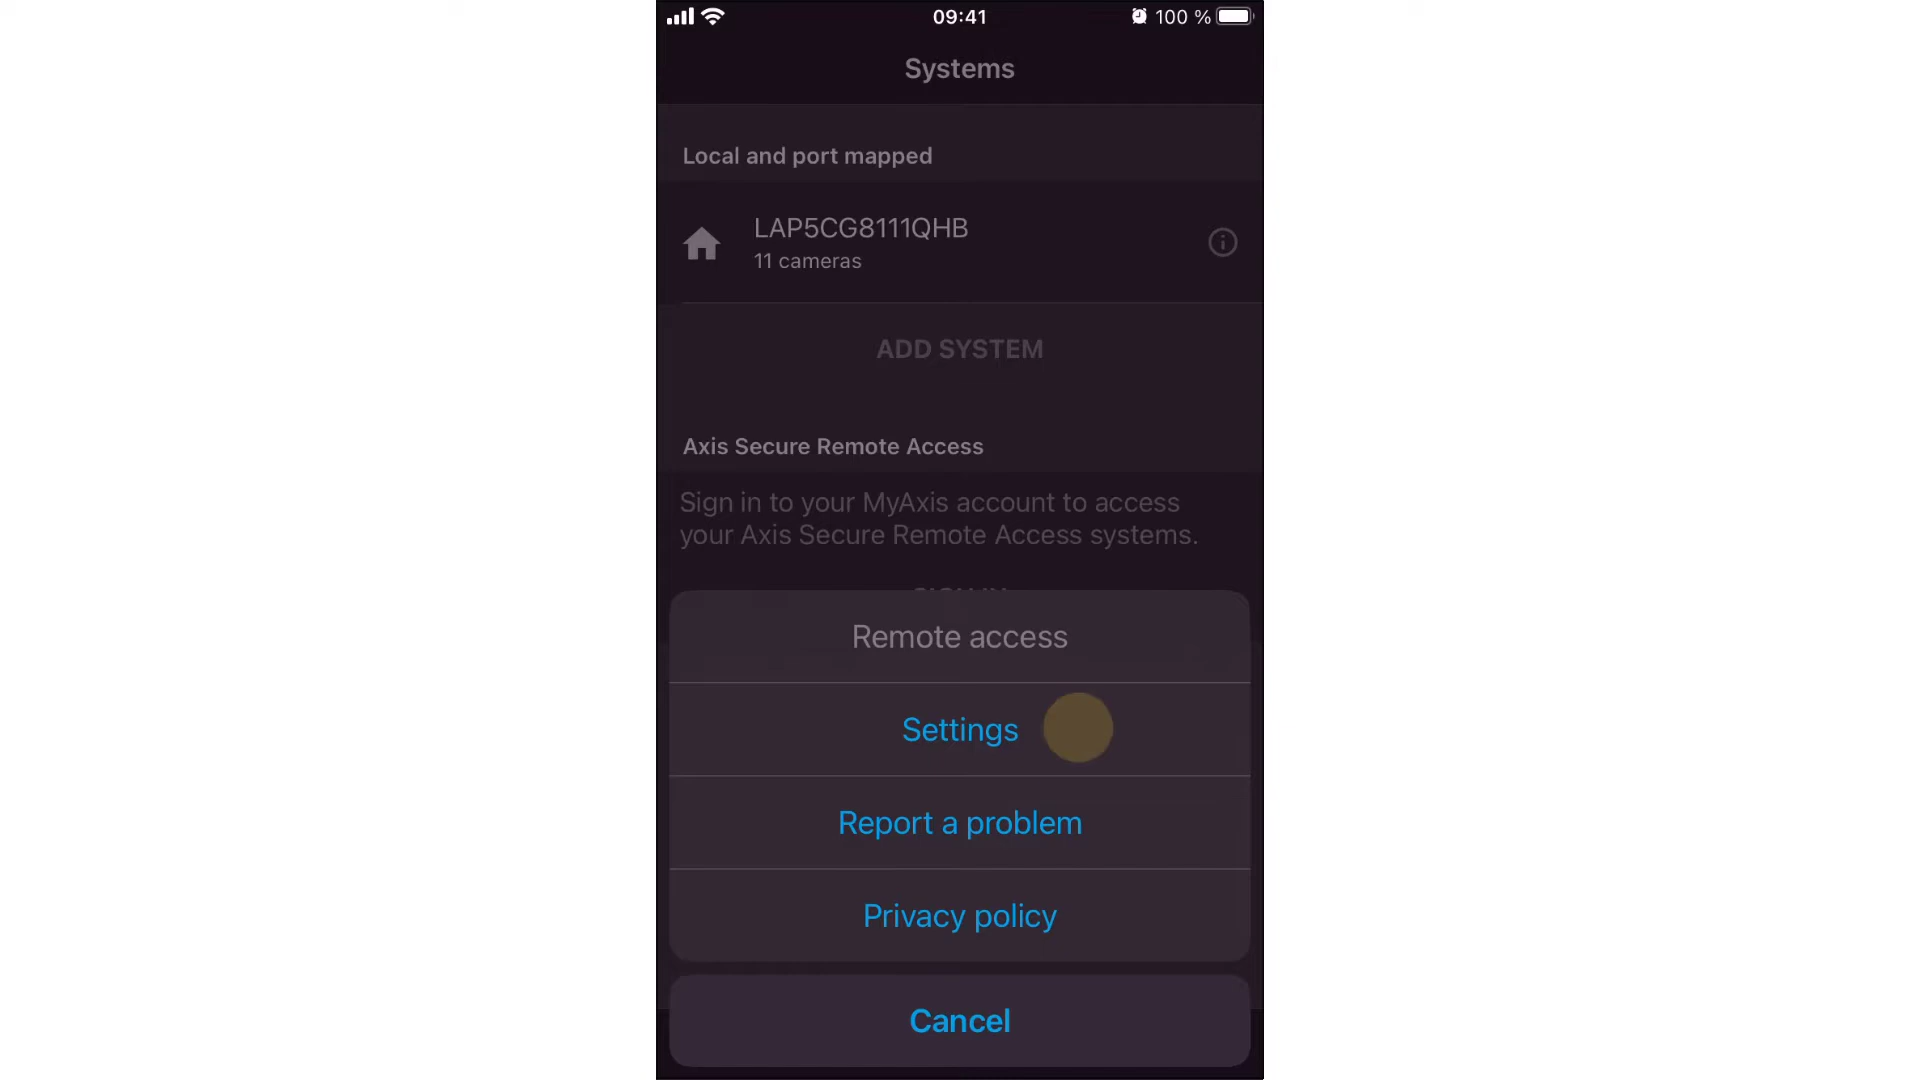 09:41
100 %
Systems
Local and port mapped
LAP5CG8111QHB
11 cameras
ADD SYSTEM
Axis Secure Remote Access
Sign in to your MyAxis account to access
your Axis Secure Remote Access systems.
Remote access
Settings
Report a problem
Privacy policy
Cancel